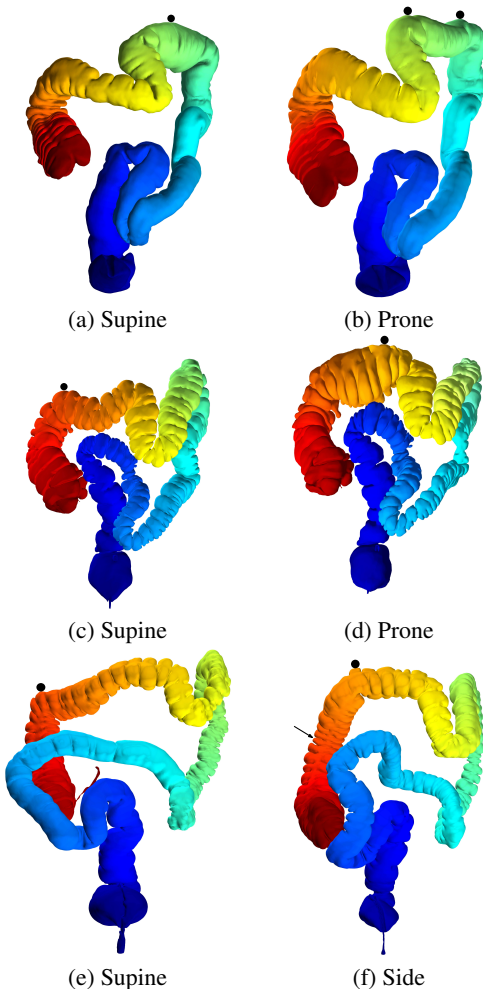 (a) Supine
(b) Prone
(c) Supine
(d) Prone
(e) Supine
(f) Side